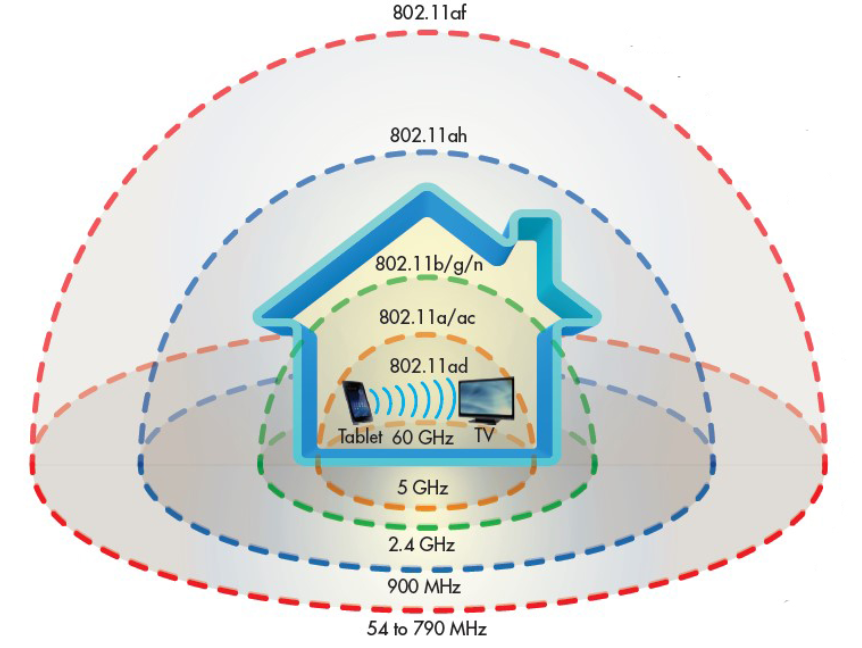 802.11af
802.11ah
802.11b/g/n
802.11a/ac
802.11ad
Tablet 60 GHz TV
5 GHz
2.4 GHz
900 MHz
54 to 790 MHz